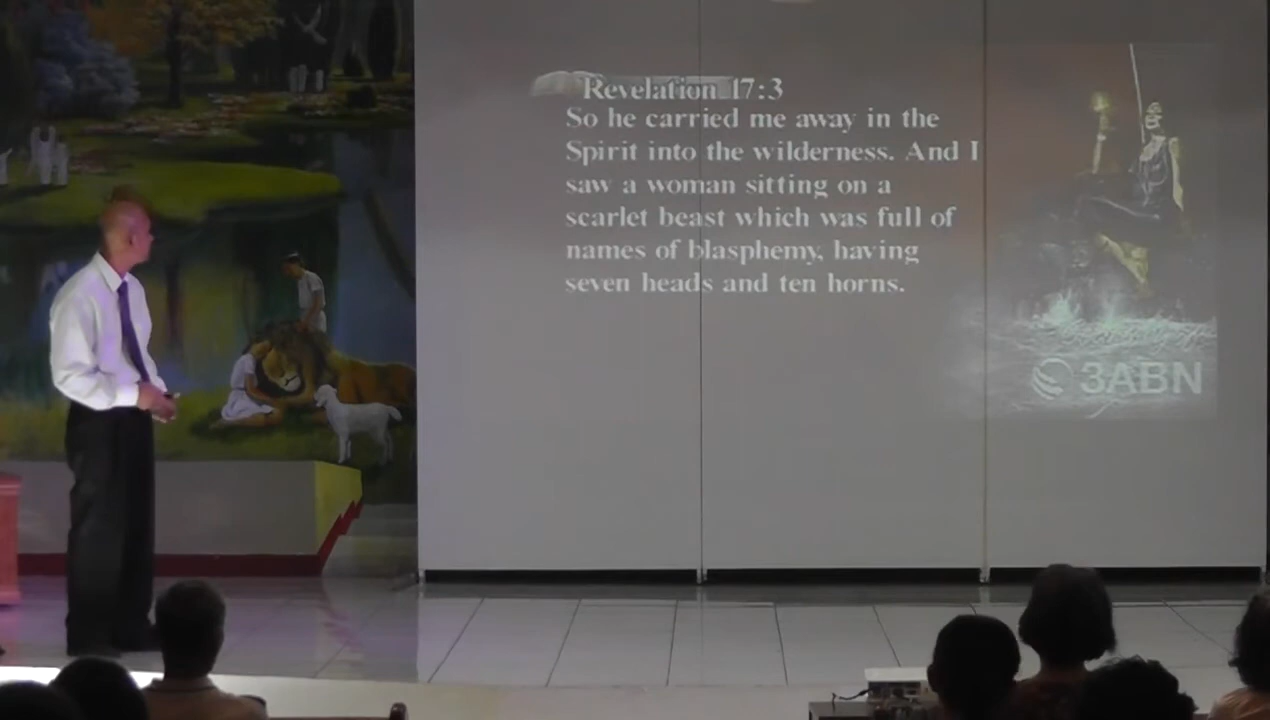 Revelation 17:3
So he carried me away in the
Spirit into the wilderness. And I
saw a woman sitting on a
scarlet beast which was full of
names of blasphemy, having
seven heads and ten horns.
3ABN